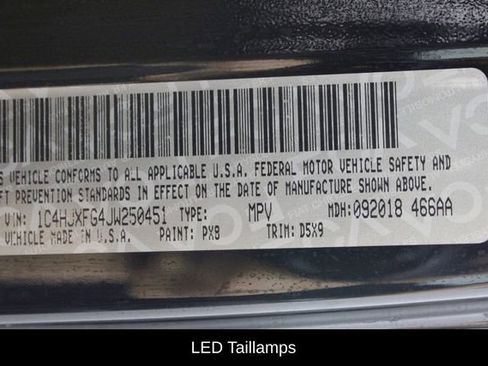 S VEHICLE CONFORMS TO ALL APPLICABLE U.S.A. FEDERAL MOTOR VEHICLE SAFETY AND
EFT PREVENTION STANDARDS IN EFFECT ON THE DATE OF MANUFACTURE SHOWN ABOVE.
VIN: 1C4HJXFG4JW250451 TYPE: MPV MDH: 092018 466AA
VEHICLE MADE IN U.S.A. PAINT: PX8 TRIM: D5X9
LED Taillamps